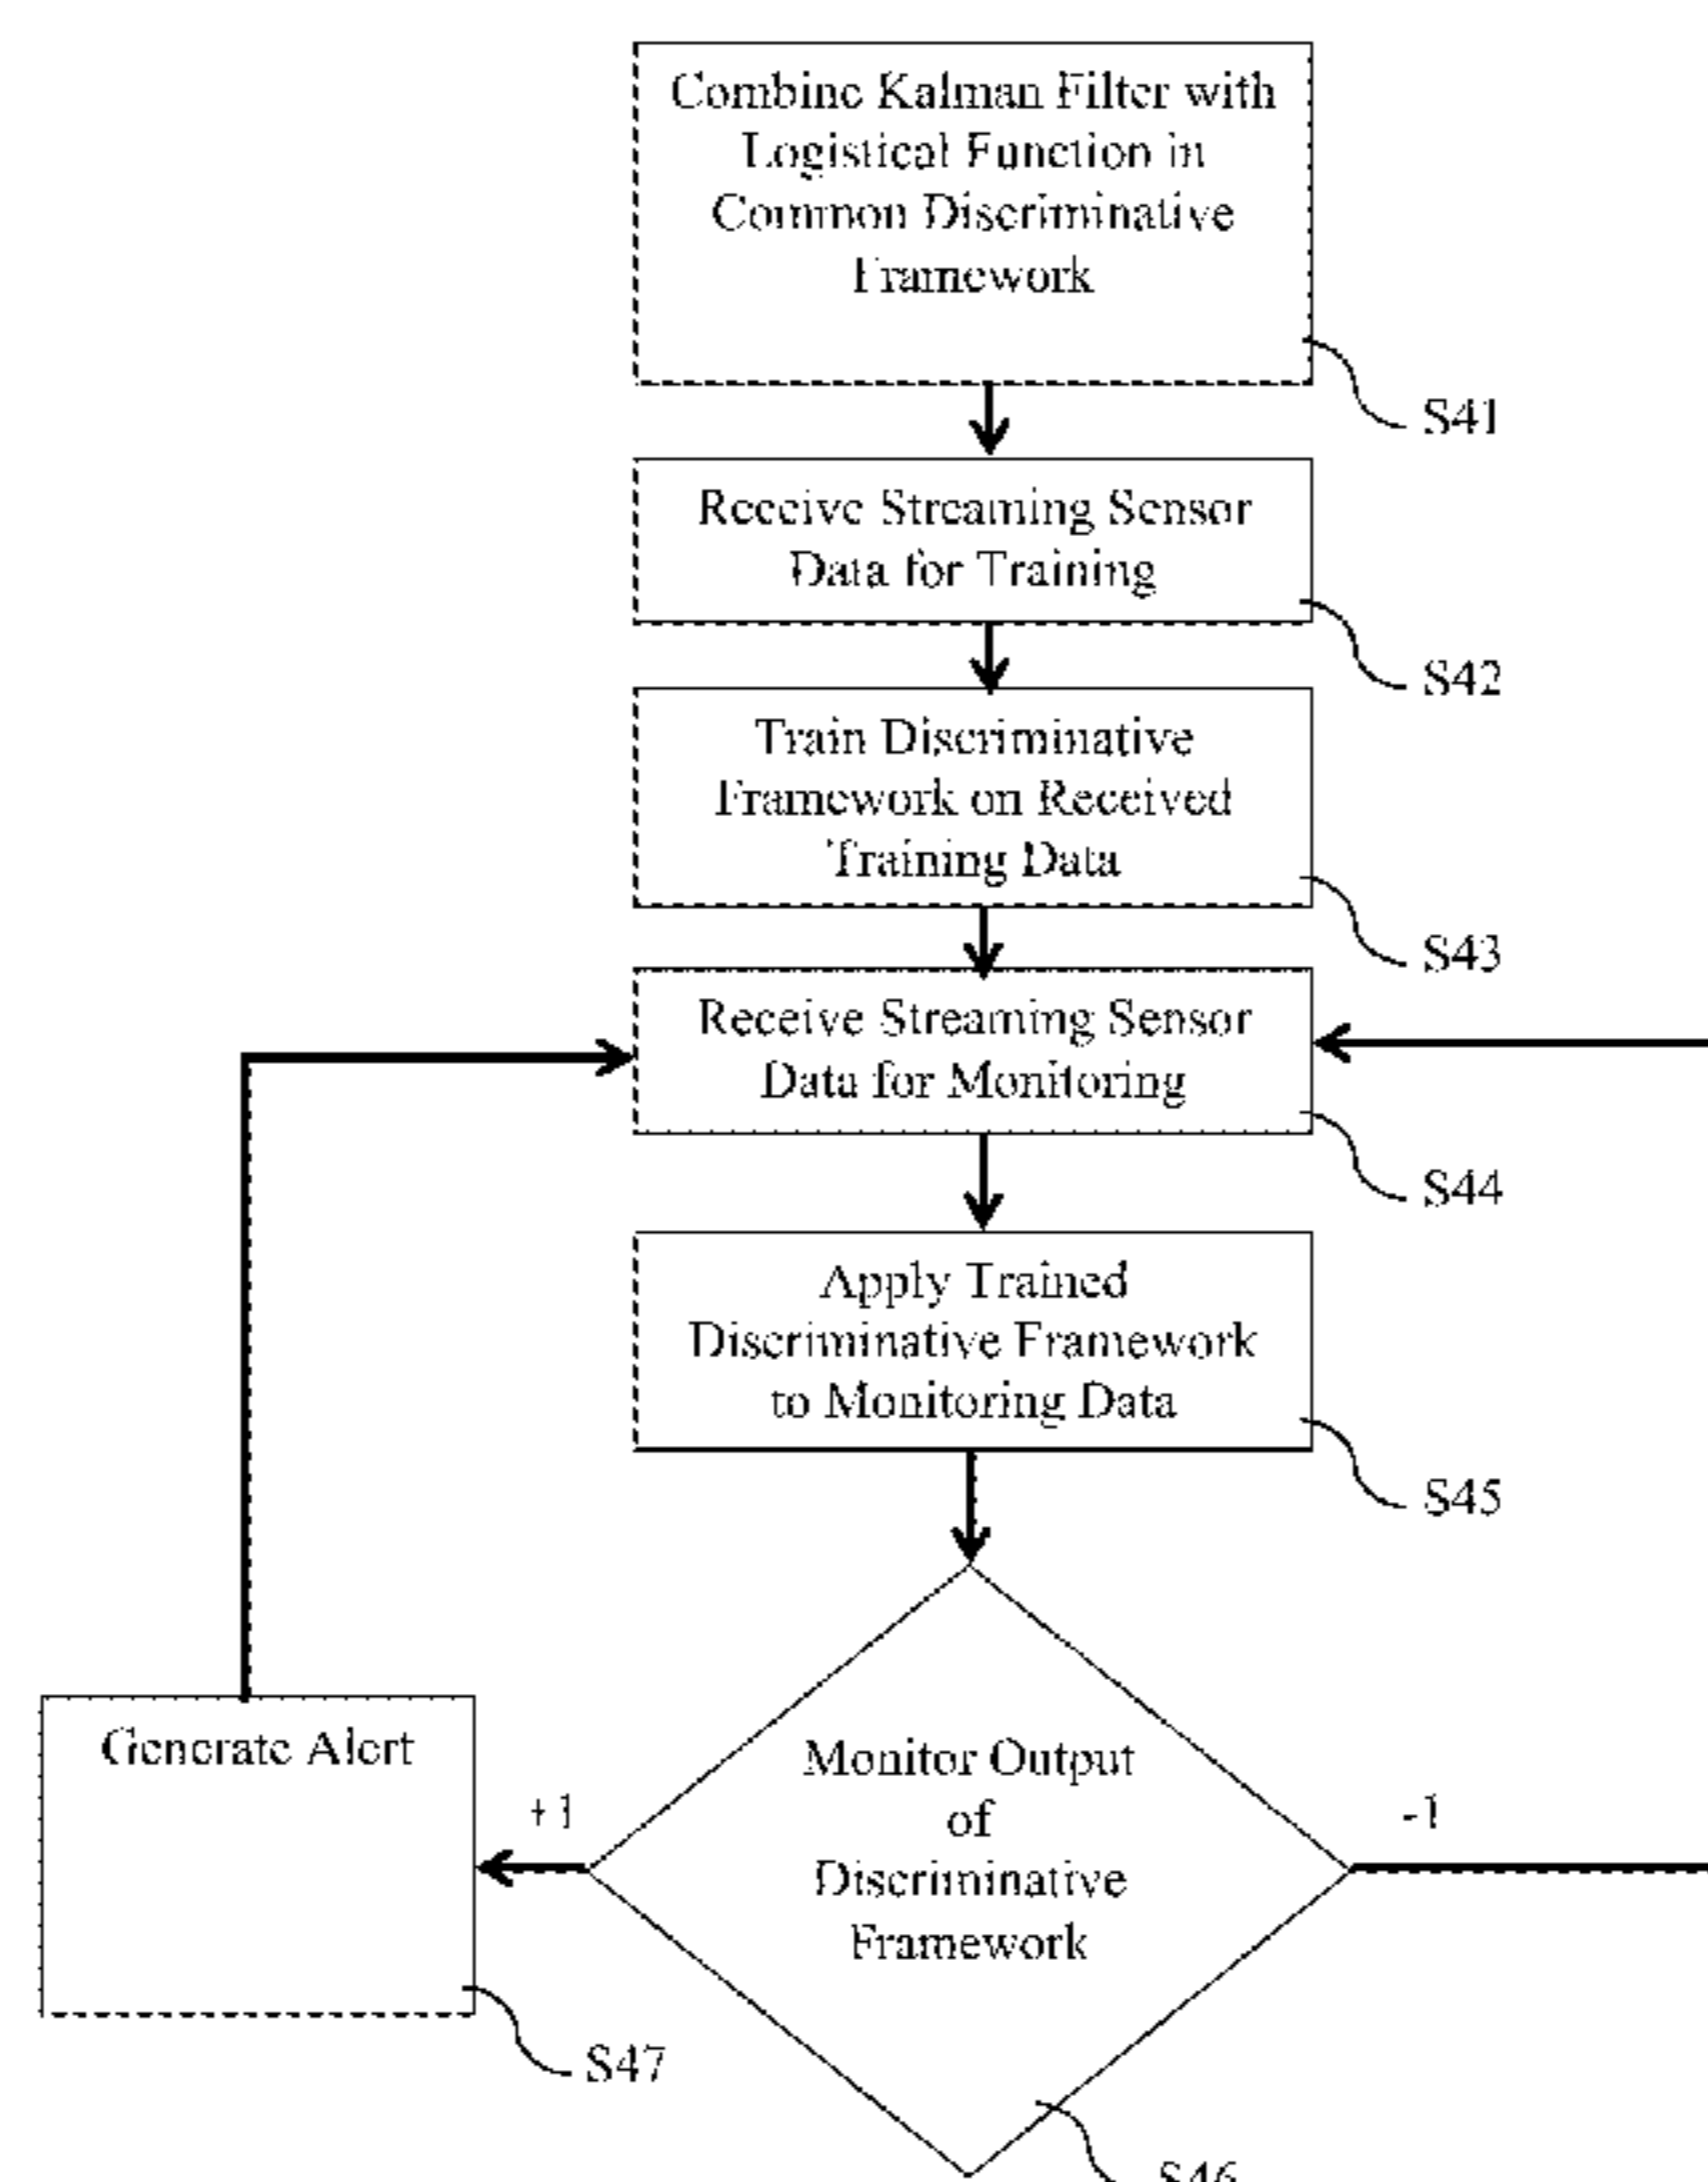 Combine Kalman Filter with
Logistical Function in
Common Discriminative
Framework
S41
Receive Streaming Sensor
Data for Training
S42
Train Discriminative
Framework on Received
Training Data
S43
Receive Streaming Sensor
Data for Monitoring
S44
Apply Trained
Discriminative Framework
to Monitoring Data
S45
Generate Alert
+1
Monitor Output
of
Discriminative
Framework
-1
S47
S46